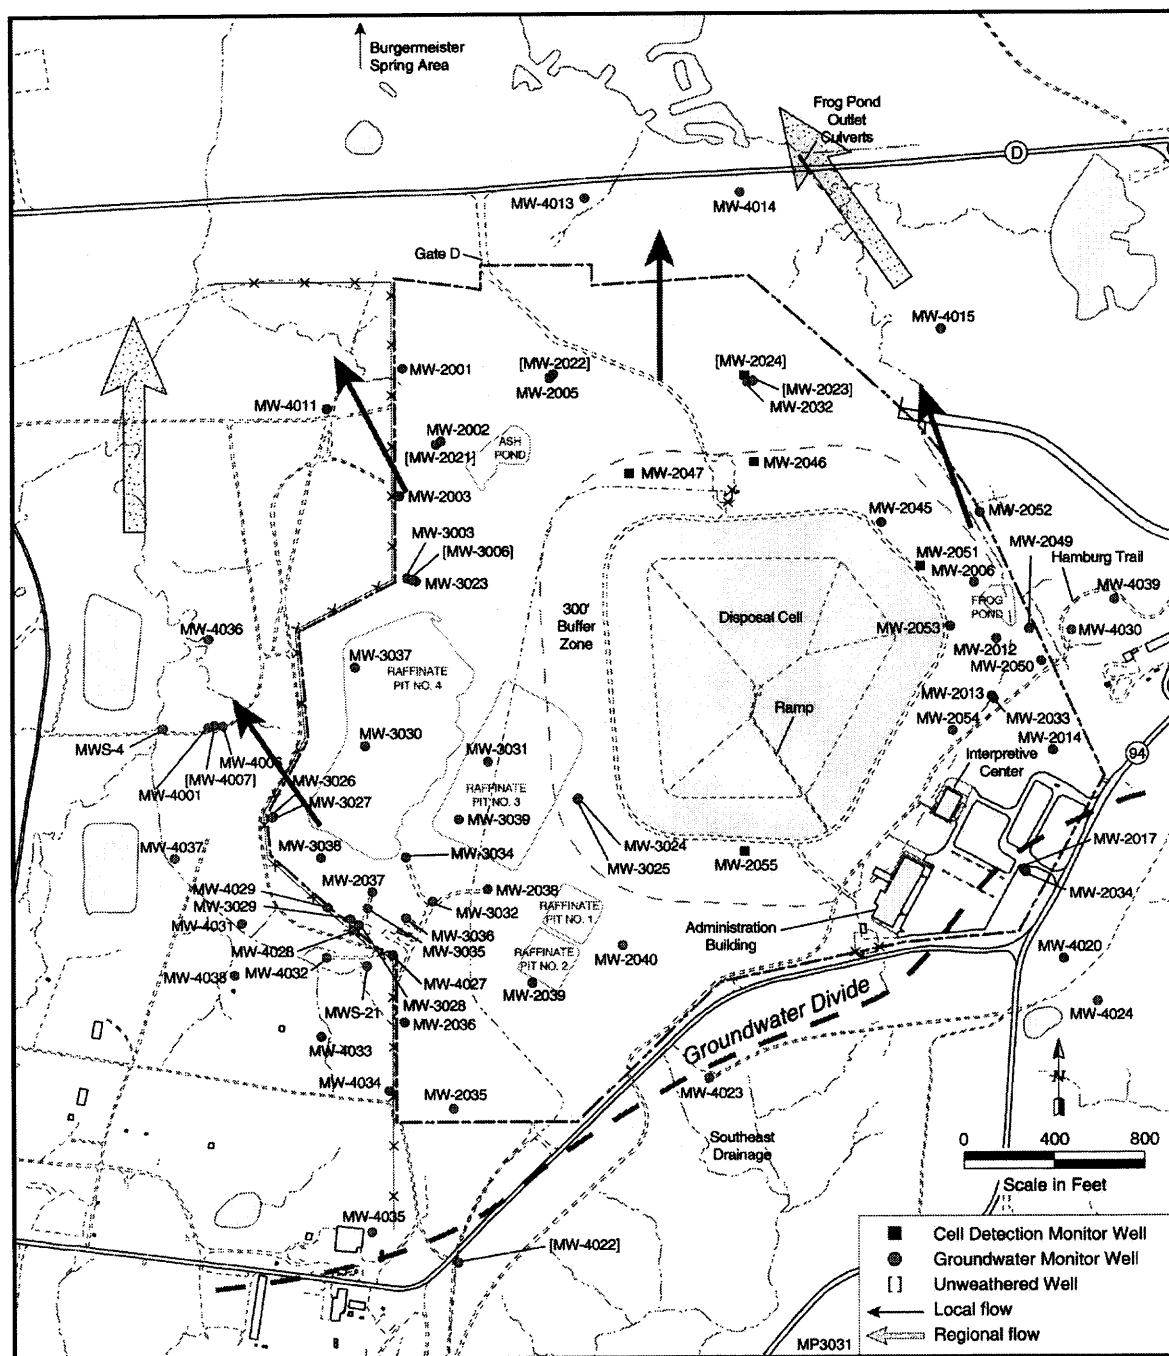 Burgermeister
Spring Area
Frog Pond
Outlet
Culverts
D
MW-4013
MW-4014
Gate D
MW-4015
MW-2001
[MW-2022]
MW-2005
[MW-2024]
[MW-2023]
MW-2032
MW-4011
MW-2002
[MW-2021]
ASH
POND
MW-2047
MW-2046
MW-2003
MW-2045
MW-2052
MW-3003
[MW-3006]
MW-3023
MW-2051
MW-2049
MW-2006
Hamburg Trail
MW-4039
FROG
POND
300'
Buffer
Zone
Disposal Cell
MW-2053
MW-4030
MW-4036
MW-2012
MW-2050
MW-3037
RAFFINATE
PIT NO. 4
MW-2013
MW-2033
MW-2054
MW-2014
Ramp
MWS-4
MW-4006
[MW-4007]
MW-4001
MW-3030
MW-3031
94
Interpretive
Center
MW-3026
MW-3027
RAFFINATE
PIT NO. 3
MW-3039
MW-3024
MW-3025
MW-2017
MW-4037
MW-3038
MW-3034
MW-2055
MW-2034
MW-4029
MW-2037
MW-2038
MW-3029
MW-3032
RAFFINATE
PIT NO. 1
MW-4031
MW-3036
MW-3035
Administration
Building
MW-4028
RAFFINATE
PIT NO. 2
MW-2040
MW-4020
MW-4032
MW-4038
MW-4027
MW-2039
MWS-21
MW-3028
MW-2036
Groundwater Divide
MW-4024
MW-4033
N
MW-4034
MW-2035
MW-4023
Southeast
Drainage
0 400 800
Scale in Feet
MW-4035
[MW-4022]
Cell Detection Monitor Well
Groundwater Monitor Well
[ ] Unweathered Well
Local flow
Regional flow
MP3031